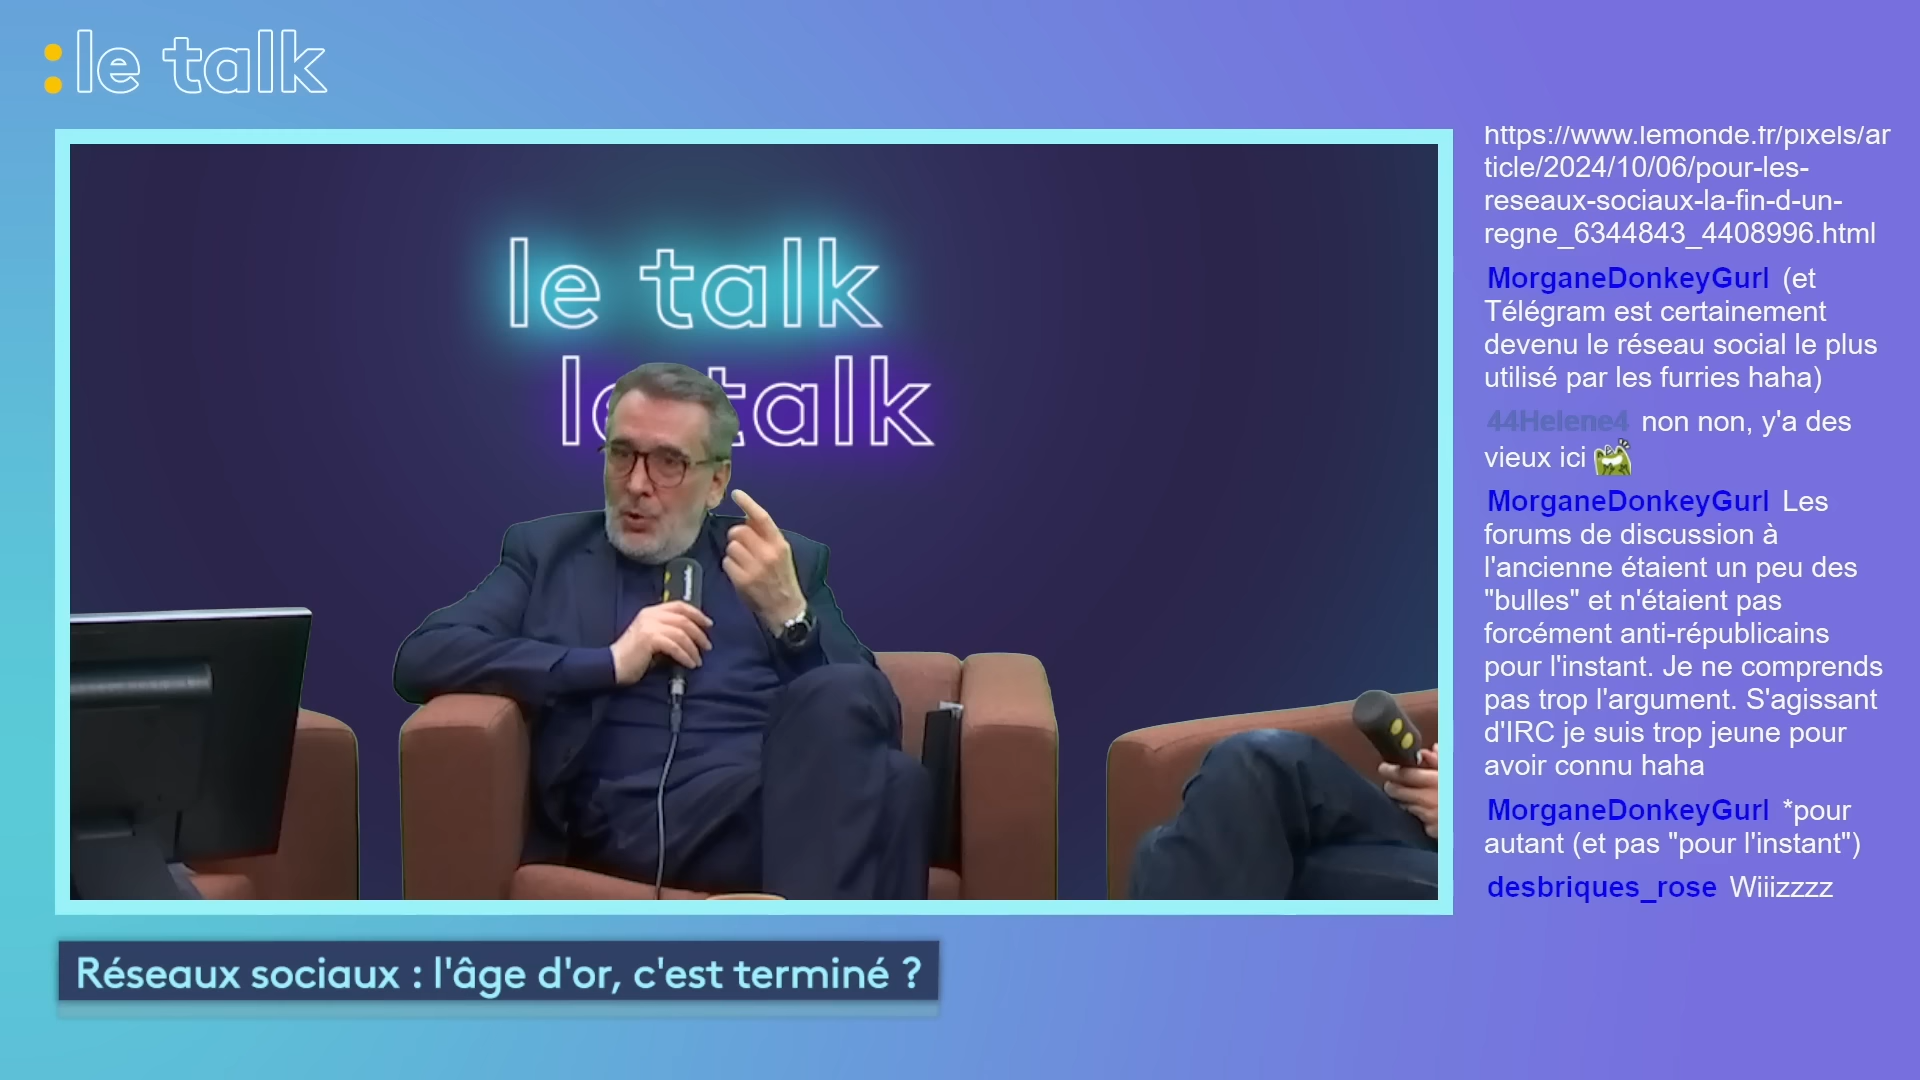 :le talk
le talk
le talk
https://www.lemonde.fr/pixels/ar
ticle/2024/10/06/pour-les-
reseaux-sociaux-la-fin-d-un-
regne_6344843_4408996.html
MorganeDonkeyGurl (et
Télégram est certainement
devenu le réseau social le plus
utilisé par les furries haha)
44Helene4 non non, y'a des
vieux ici
MorganeDonkeyGurl Les
forums de discussion à
l'ancienne étaient un peu des
"bulles" et n'étaient pas
forcément anti-républicains
pour l'instant. Je ne comprends
pas trop l'argument. S'agissant
d'IRC je suis trop jeune pour
avoir connu haha
MorganeDonkeyGurl *pour
autant (et pas "pour l'instant")
desbriques_rose Wiiizzzz
Réseaux sociaux : l'âge d'or, c'est terminé ?